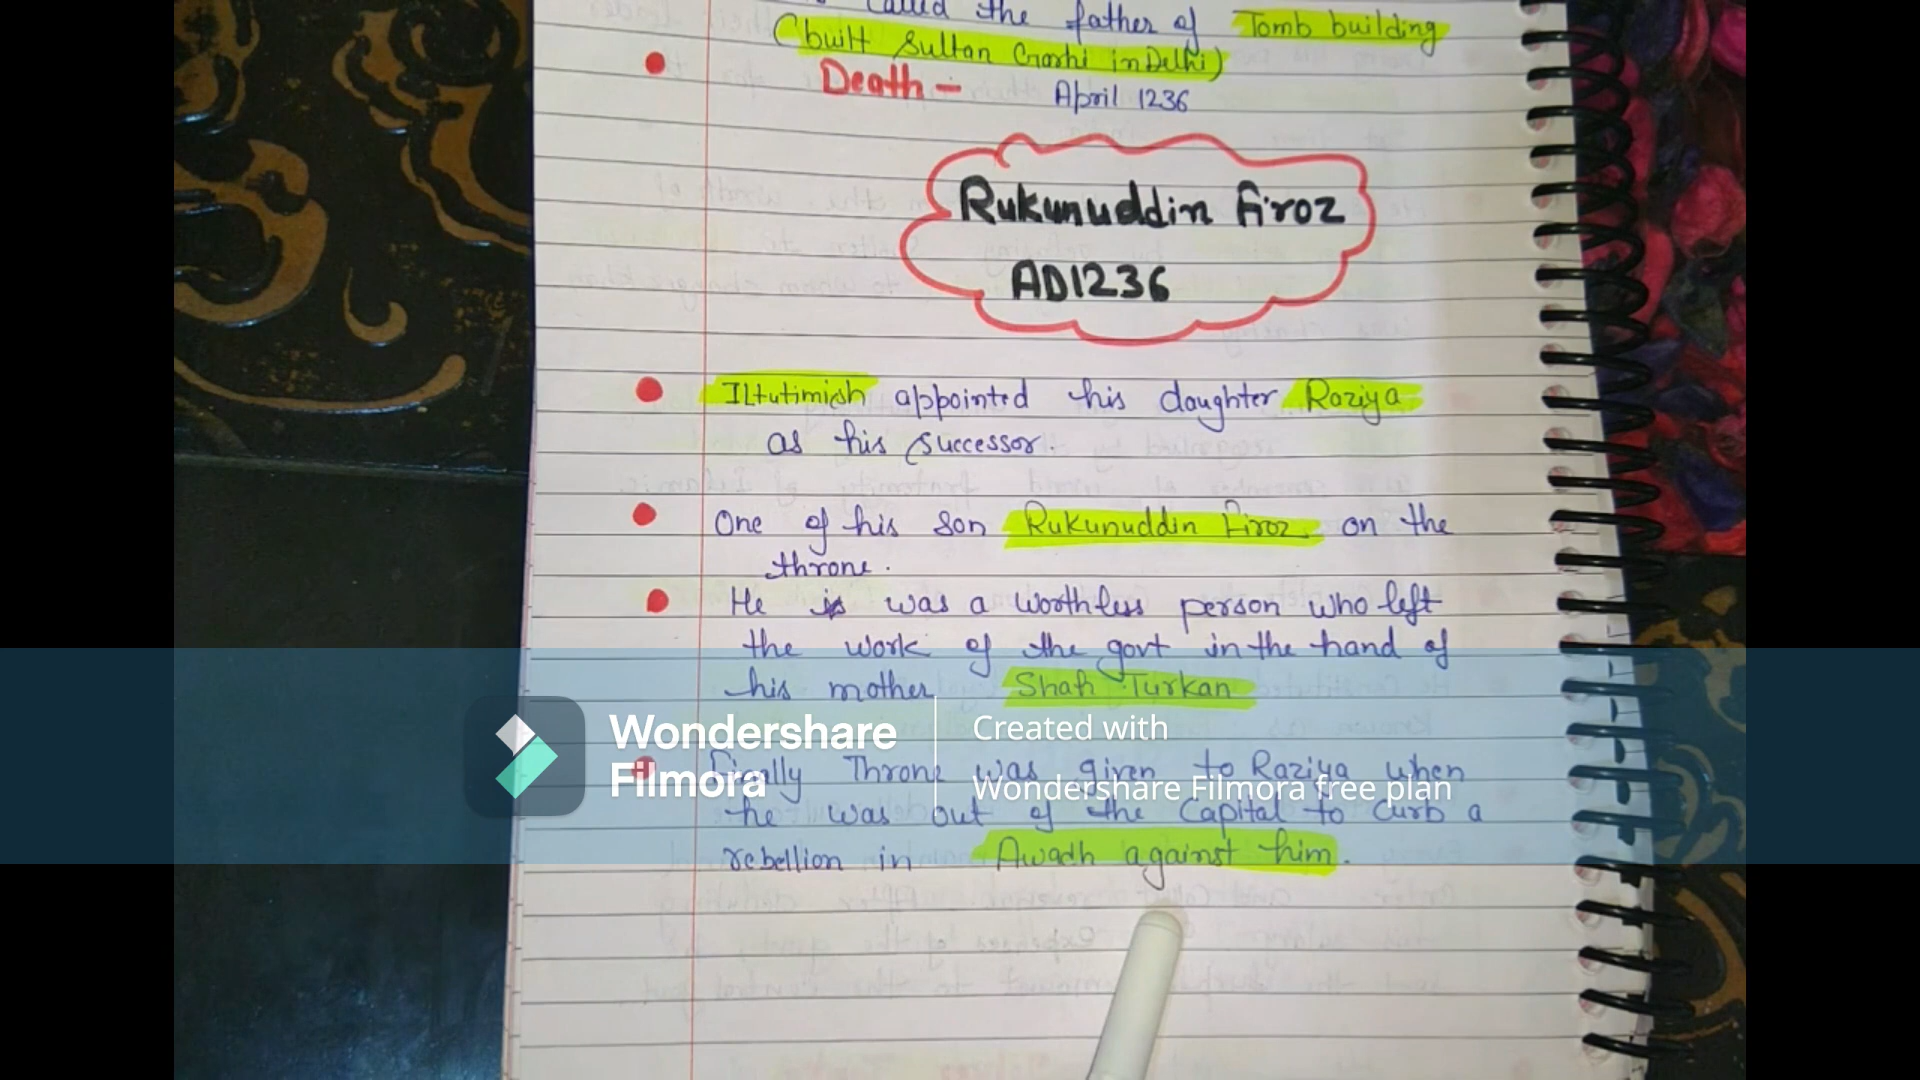 called the father of Tomb building
(built Sultan Garhi in Delhi)
Death - April 1236
Rukunuddin Firoz
AD1236
Iltutimish appointed his daughter Raziya
as his successor.
One of his son Rukunuddin Firoz on the
throne.
He is was a worthless person who left
the work of the govt in the hand of
his mother Shah Turkan
Finally Throne was given to Raziya when
he was out of the Capital to Curb a
rebellion in Awadh against him.
Wondershare
Filmora
Created with
Wondershare Filmora free plan